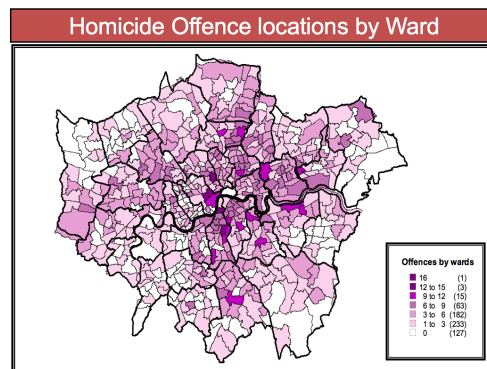 Homicide Offence locations by Ward
Offences by wards
16 (1)
12 to 15 (3)
9 to 12 (15)
6 to 9 (63)
3 to 6 (182)
1 to 3 (233)
0 (127)